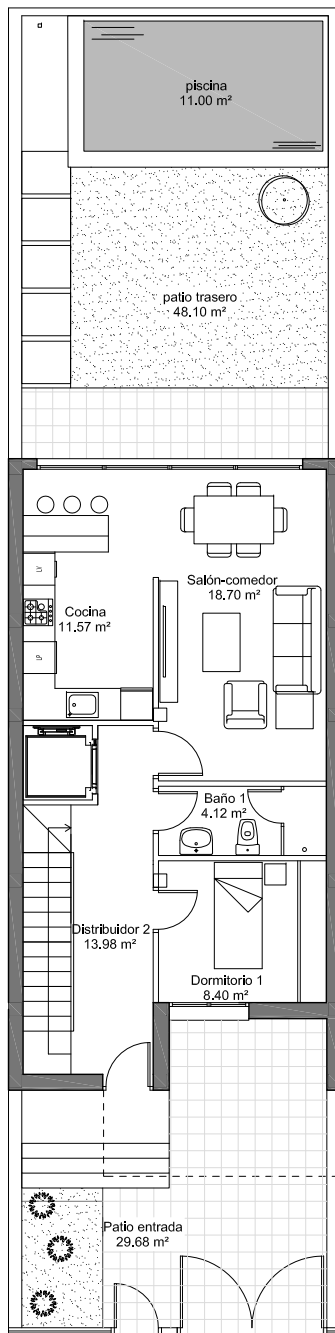 piscina
11.00 m²
patio trasero
48.10 m²
Salón-comedor
18.70 m²
LV
Cocina
11.57 m²
LP
Baño 1
4.12 m²
Distribuidor 2
13.98 m²
Dormitorio 1
8.40 m²
Patio entrada
29.68 m²